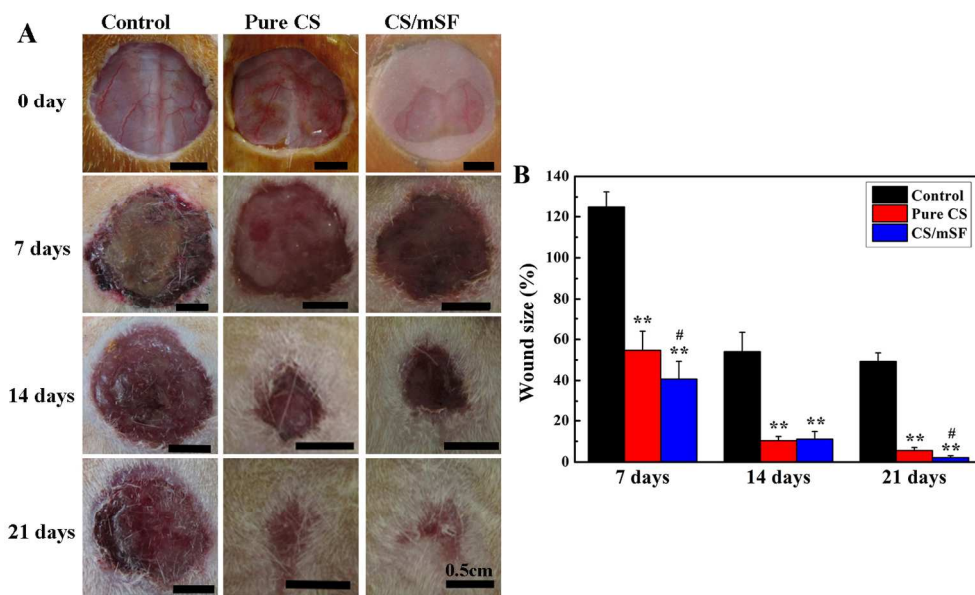 A
Control Pure CS CS/mSF
0 day
7 days
14 days
21 days
0.5cm
B
Wound size (%)
140
120
100
80
60
40
20
0
Control
Pure CS
CS/mSF
**
#
**
**
**
**
#
**
7 days 14 days 21 days